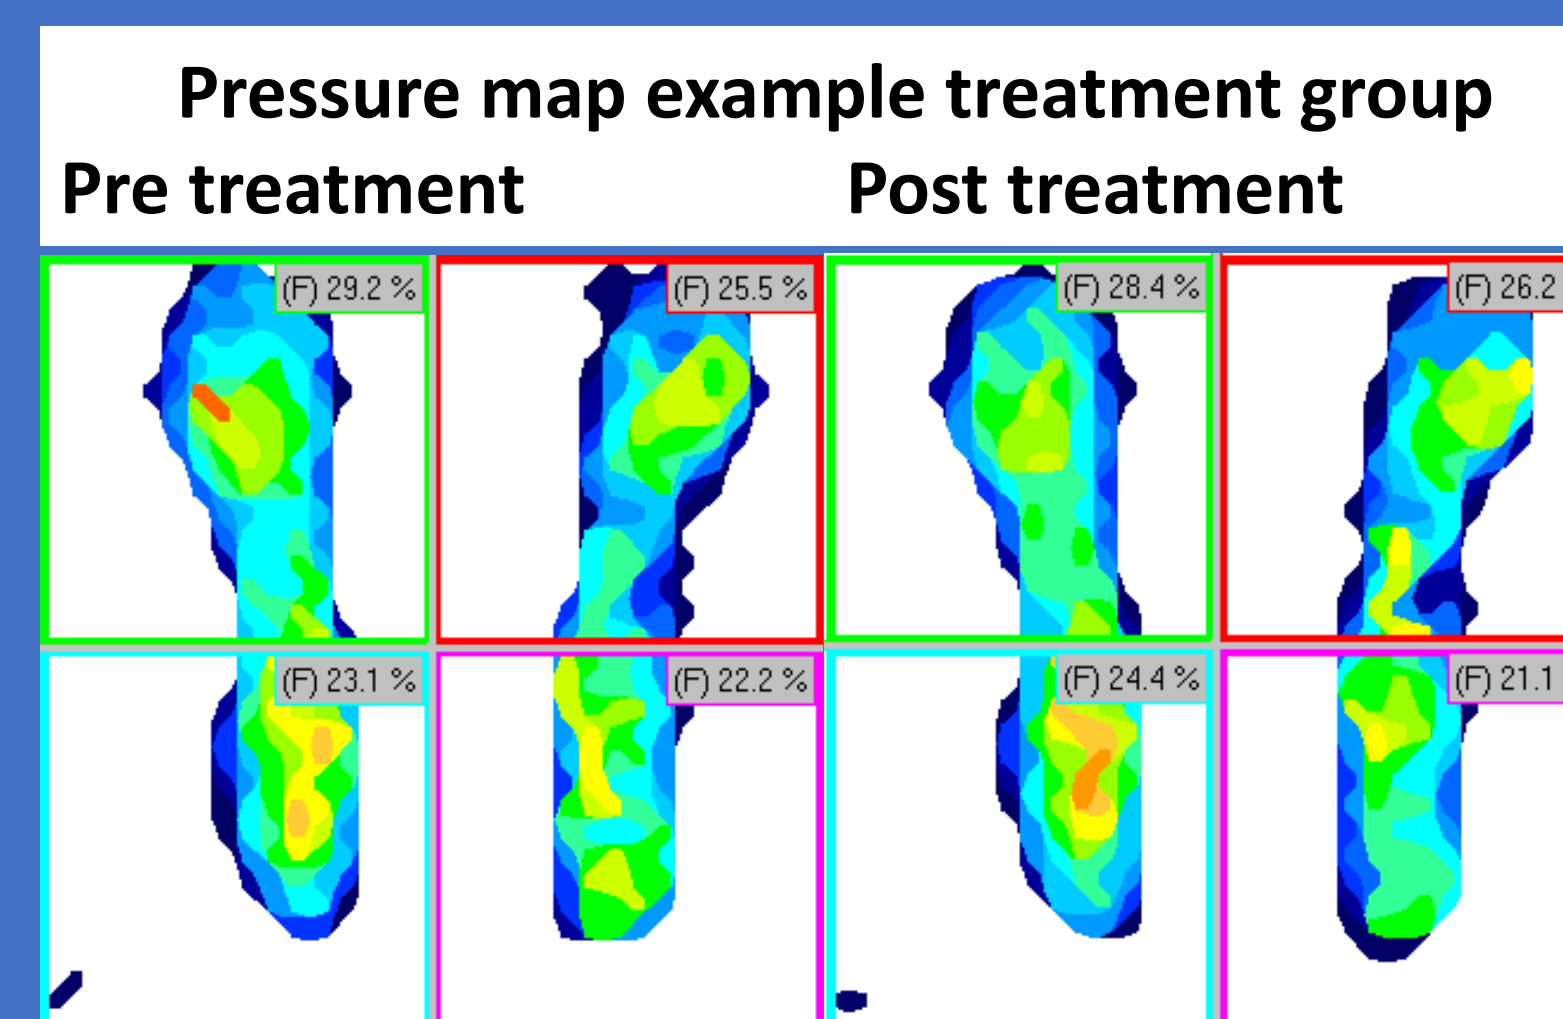 Pressure map example treatment group
Pre treatment Post treatment
(F) 29.2 % (F) 25.5 % (F) 28.4 % (F) 26.2
(F) 23.1 % (F) 22.2 % (F) 24.4 % (F) 21.1